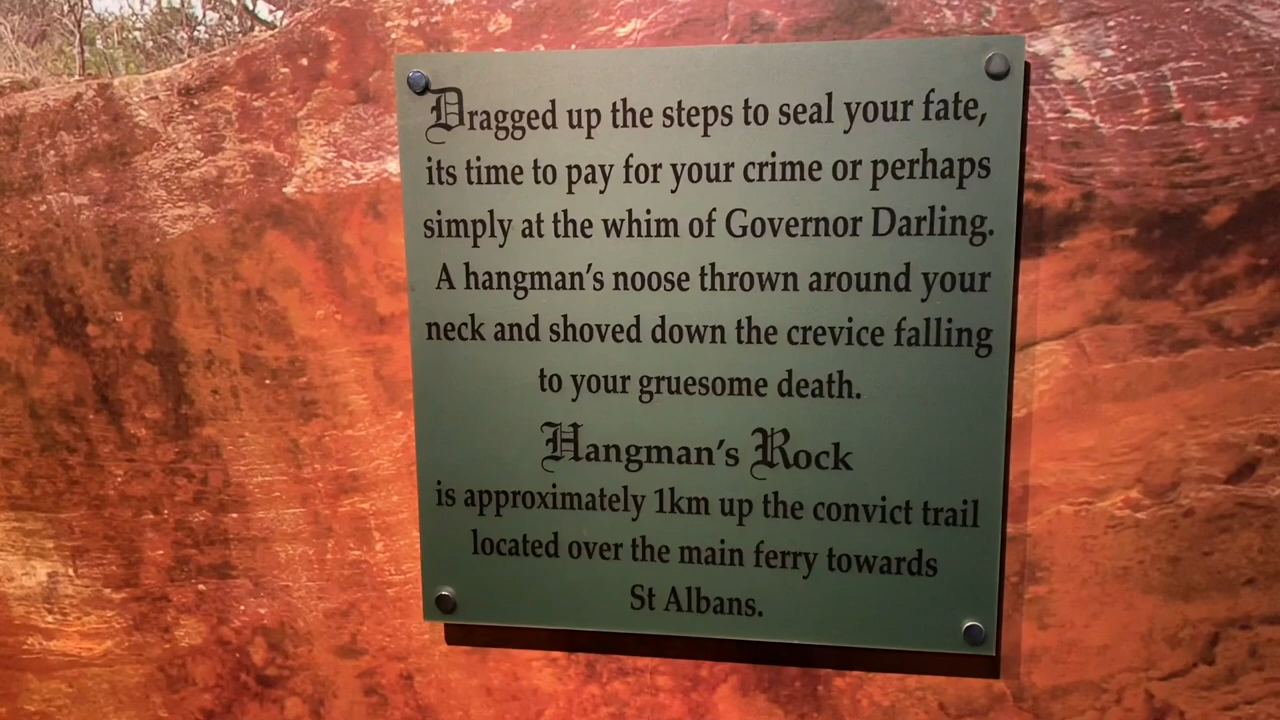 Dragged up the steps to seal your fate,
its time to pay for your crime or perhaps
simply at the whim of Governor Darling.
A hangman's noose thrown around your
neck and shoved down the crevice falling
to your gruesome death.
Hangman's Rock
is approximately 1km up the convict trail
located over the main ferry towards
St Albans.